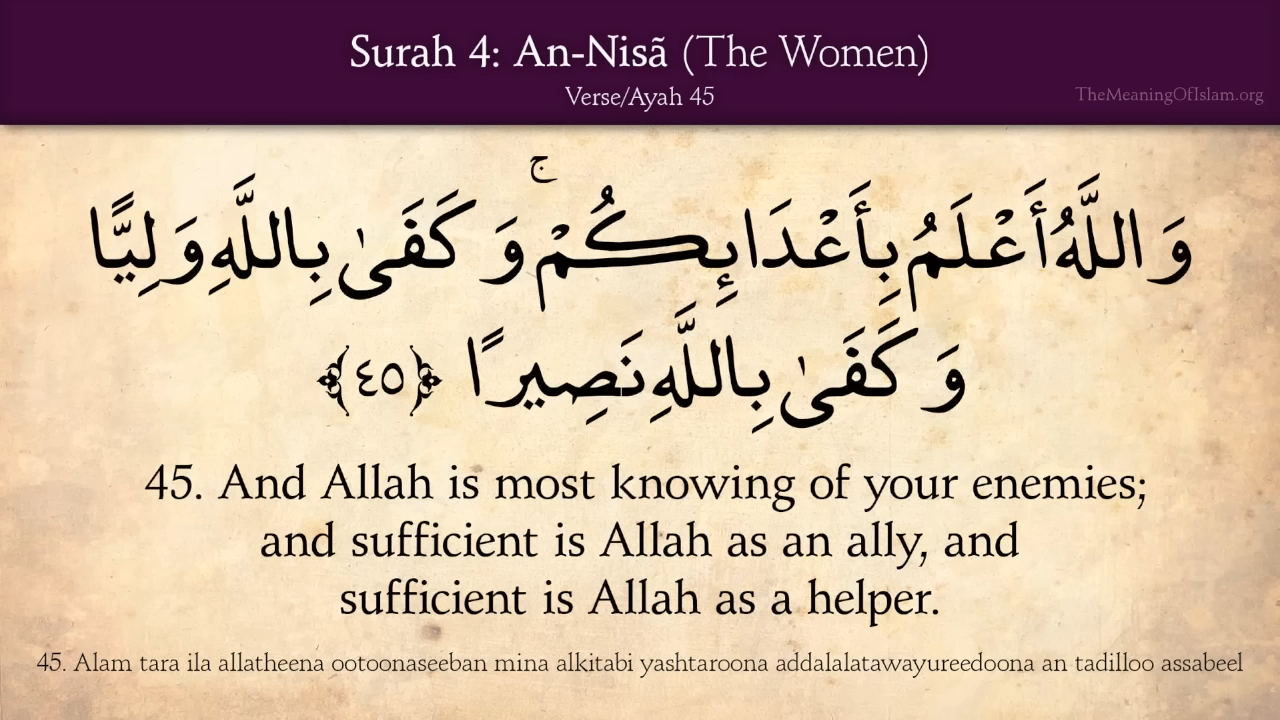 Surah 4: An-Nisã (The Women)
Verse/Ayah 45
TheMeaningOfIslam.org
وَاللَّهُ أَعْلَمُ بِأَعْدَابِٕكُمْ ۚ وَكَفَىٰ بِاللَّهِ وَلِيًّا
وَكَفَىٰ بِاللَّهِ نَصِيرًا ﴿٤٥﴾
45. And Allah is most knowing of your enemies;
and sufficient is Allah as an ally, and
sufficient is Allah as a helper.
45. Alam tara ila allatheena ootoonaseeban mina alkitabi yashtaroona addalalatawayureedoona an tadilloo assabeel